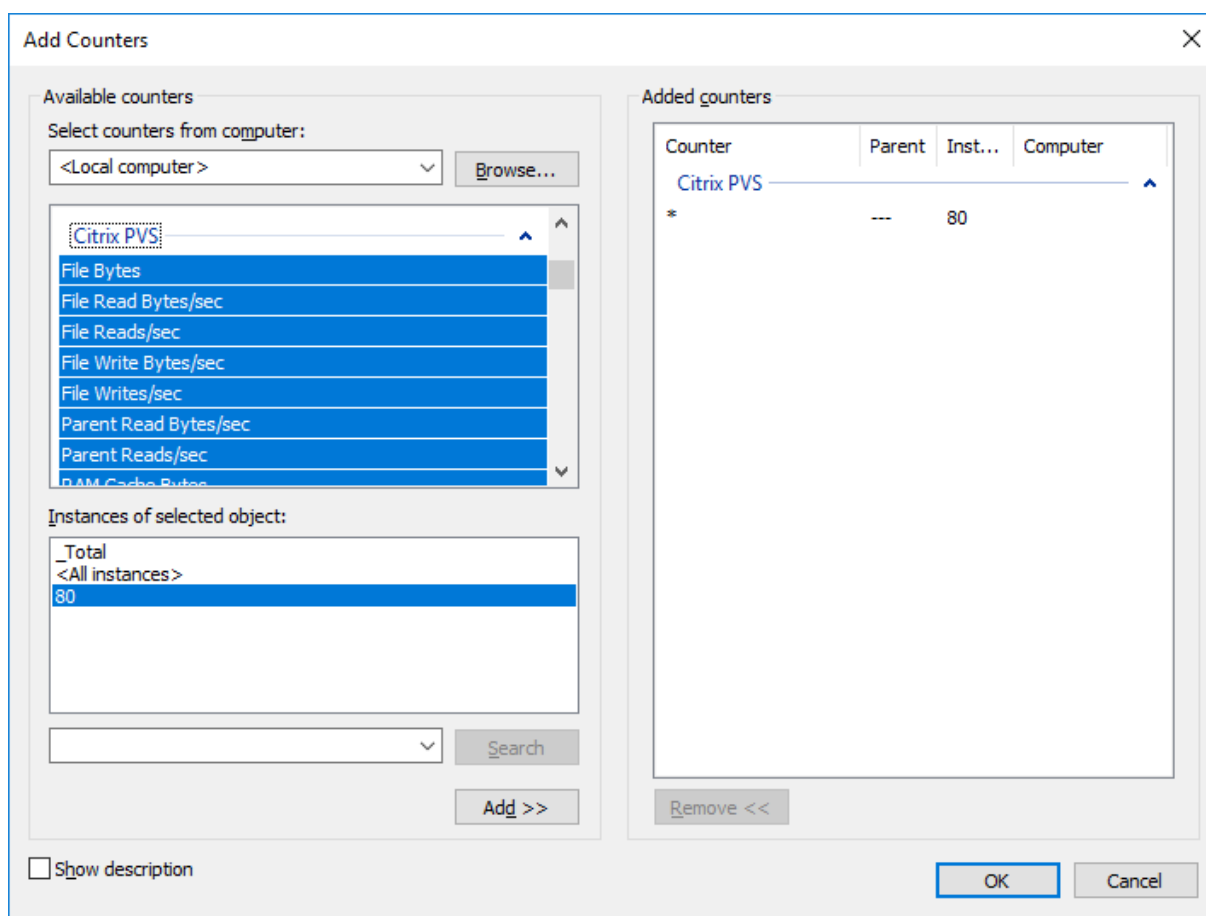 Add Counters
Available counters
Select counters from computer:
<Local computer>
Browse...
Citrix PVS
File Bytes
File Read Bytes/sec
File Reads/sec
File Write Bytes/sec
File Writes/sec
Parent Read Bytes/sec
Parent Reads/sec
RAM Cache Bytes
Instances of selected object:
_Total
<All instances>
80
Search
Add >>
Show description
Added counters
Counter Parent Inst... Computer
Citrix PVS
* --- 80
Remove <<
OK Cancel